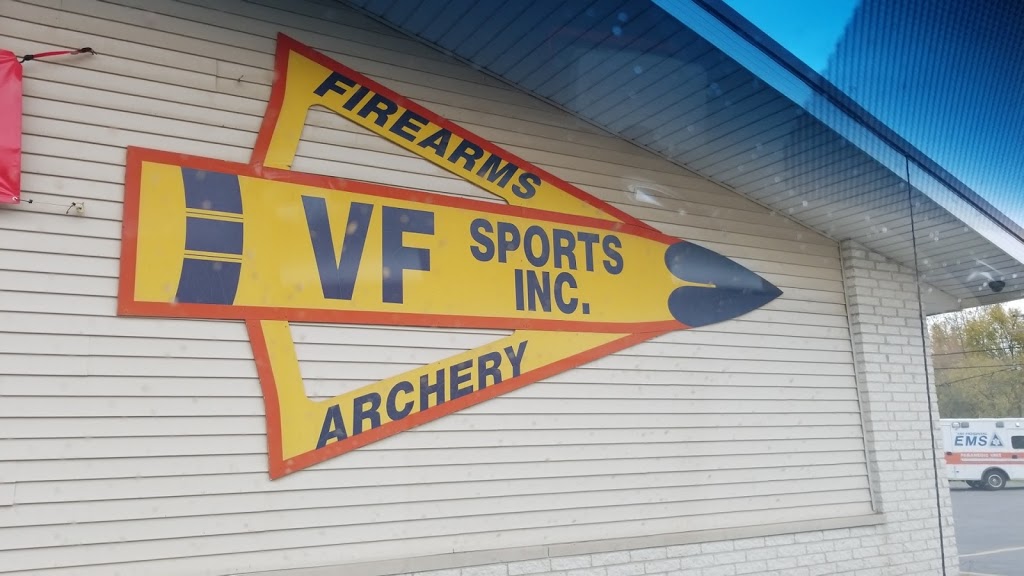 FIREARMS
VF SPORTS
INC.
ARCHERY
EMS